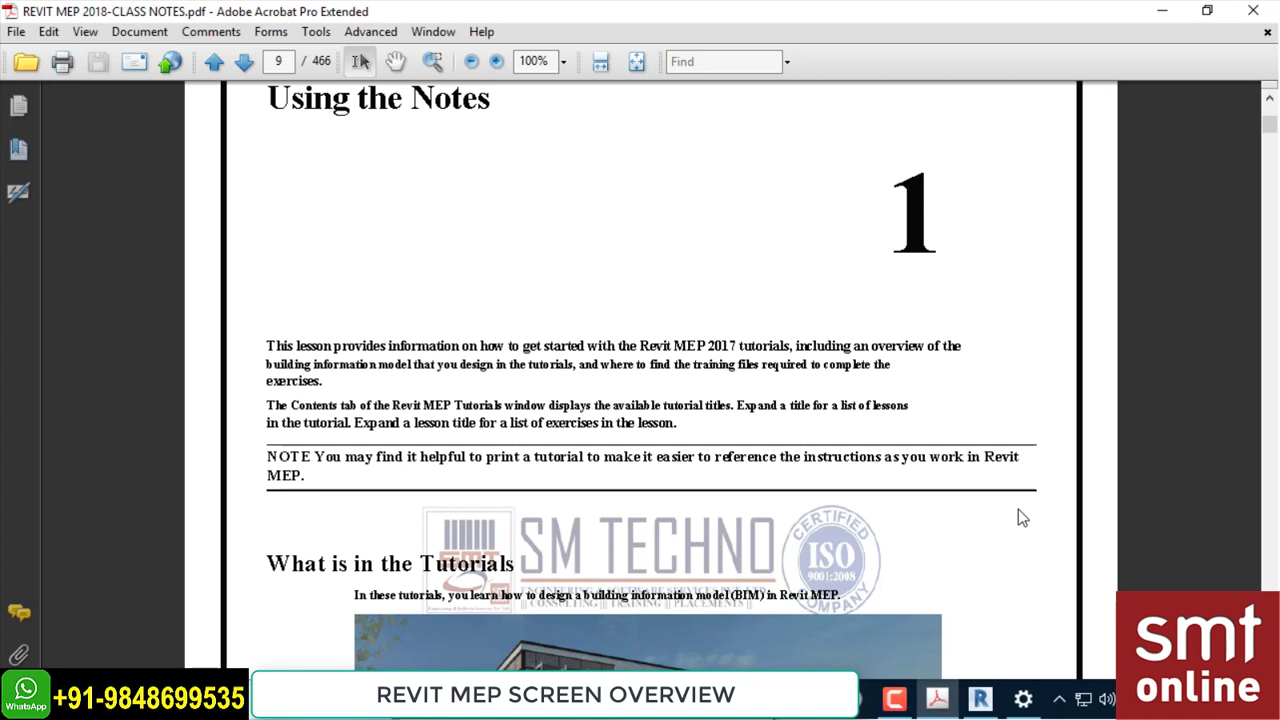 REVIT MEP 2018-CLASS NOTES.pdf - Adobe Acrobat Pro Extended
File Edit View Document Comments Forms Tools Advanced Window Help
9 / 466 100% Find
Using the Notes
1
This lesson provides information on how to get started with the Revit MEP 2017 tutorials, including an overview of the
building information model that you design in the tutorials, and where to find the training files required to complete the
exercises.
The Contents tab of the Revit MEP Tutorials window displays the available tutorial titles. Expand a title for a list of lessons
in the tutorial. Expand a lesson title for a list of exercises in the lesson.
NOTE You may find it helpful to print a tutorial to make it easier to reference the instructions as you work in Revit
MEP.
SM TECHNO
CERTIFIED
ISO
9001:2008
COMPANY
What is in the Tutorials
CONSULTING | TRAINING | PLACEMENTS
In these tutorials, you learn how to design a building information model (BIM) in Revit MEP.
WhatsApp
+91-9848699535
REVIT MEP SCREEN OVERVIEW
smt
online